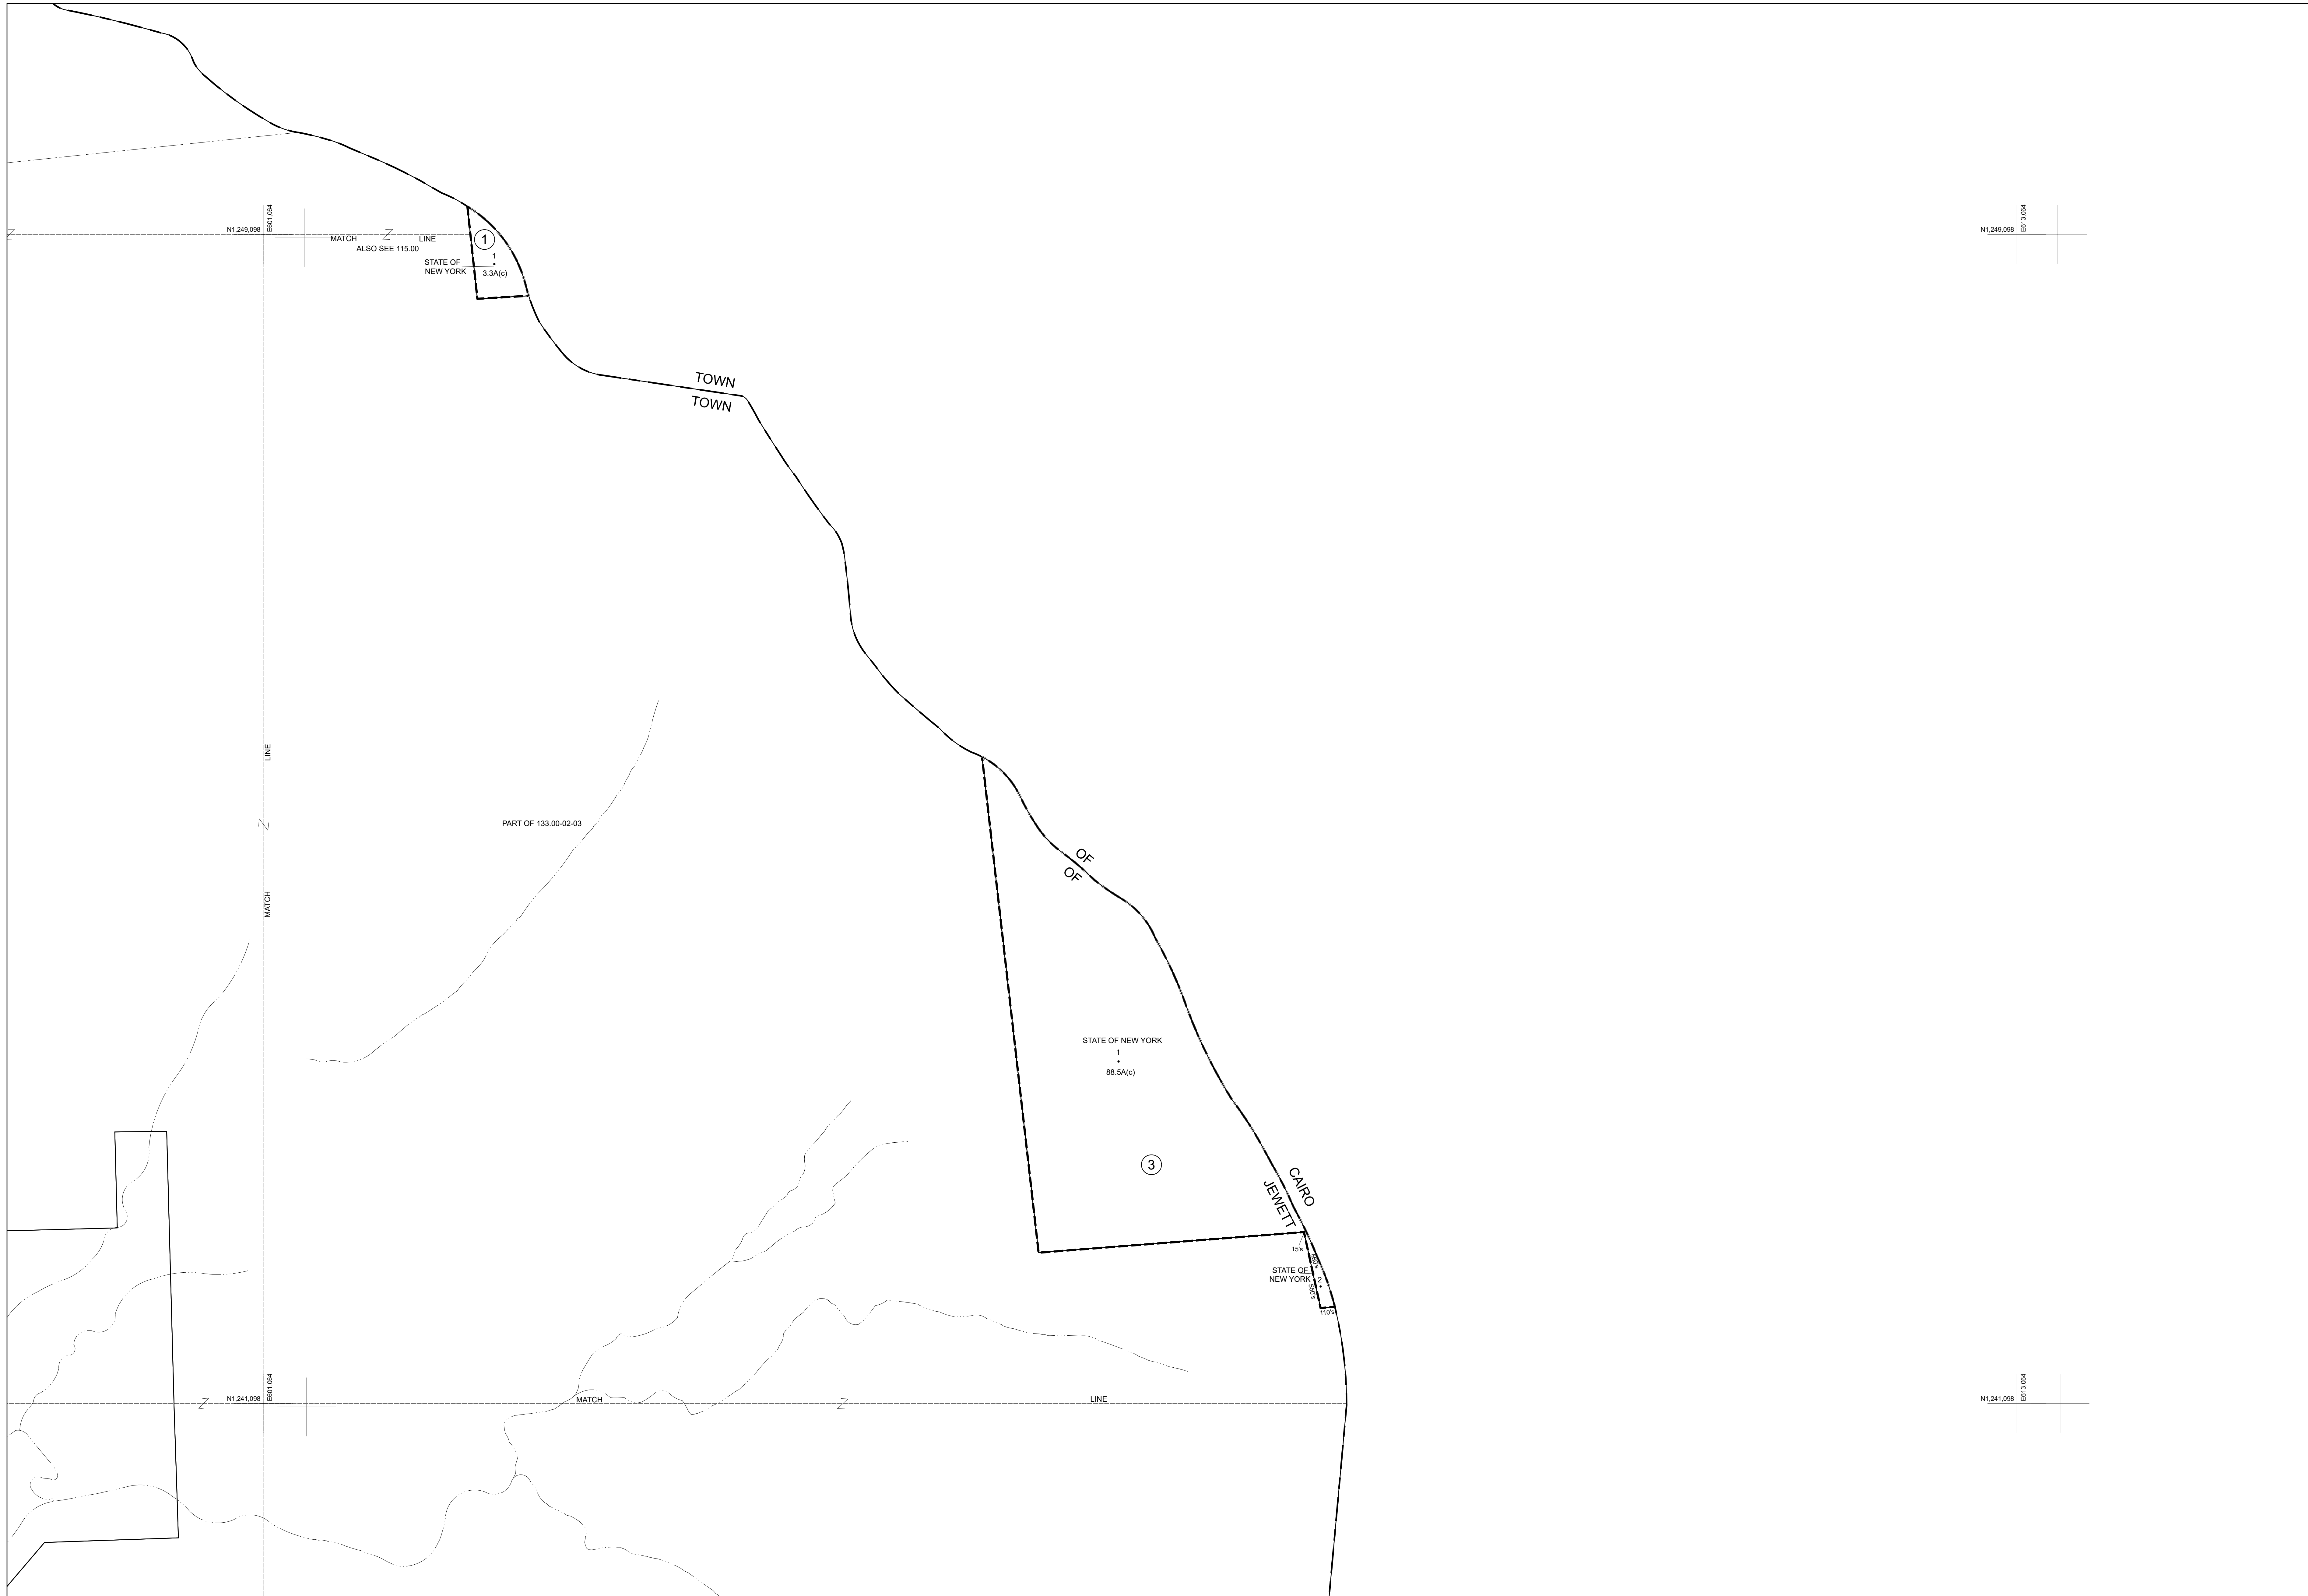 N1,249,098
E601,064
MATCH LINE
ALSO SEE 115.00
1
1
STATE OF
NEW YORK
3.3A(c)
N1,249,098
E613,064
TOWN
TOWN
MATCH LINE
PART OF 133.00-02-03
OF
OF
STATE OF NEW YORK
1
88.5A(c)
3
CAIRO
JEWETT
15's
560's
STATE OF
NEW YORK
2
550's
110's
N1,241,098
E601,064
MATCH LINE
N1,241,098
E613,064